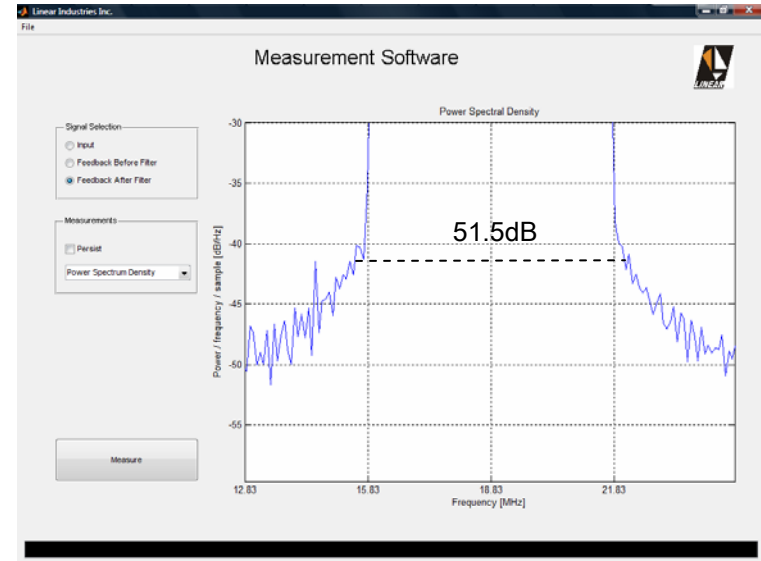 Linear Industries Inc.
File
Measurement Software
LINEAR
Signal Selection
Input
Feedback Before Filter
Feedback After Filter
Measurements
Persist
Power Spectrum Density
Measure
Power Spectral Density
Power / frequency / sample [dB/Hz]
-30
-35
-40
-45
-50
-55
51.5dB
12.83
15.83
18.83
21.83
Frequency [MHz]